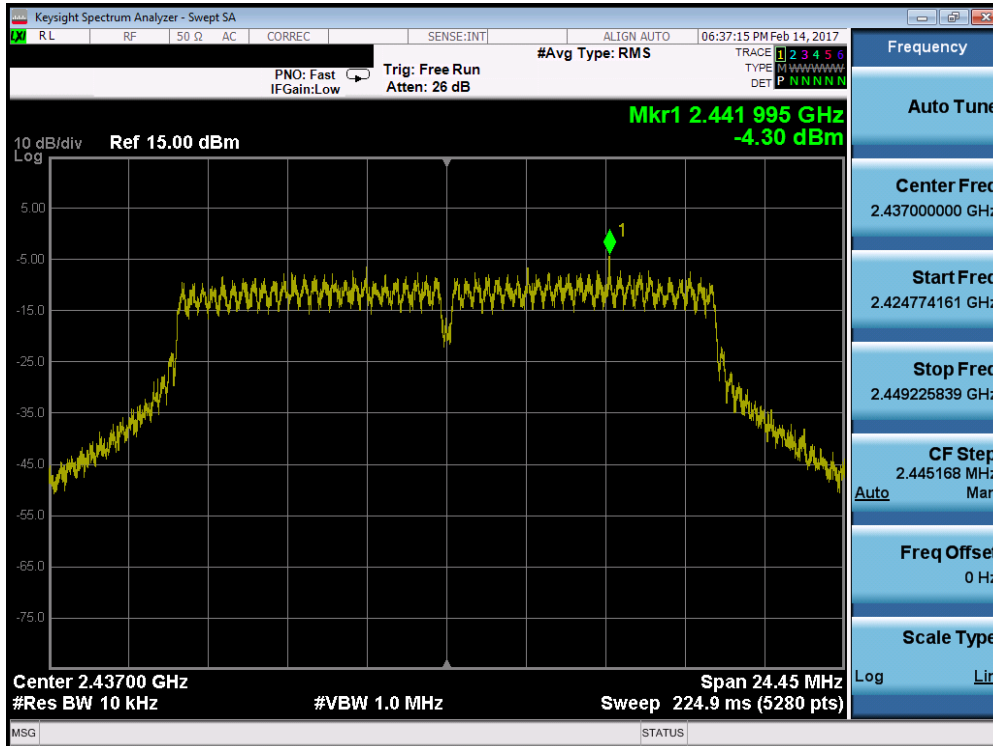 Keysight Spectrum Analyzer - Swept SA
LXI RL RF 50 Ω AC CORREC SENSE:INT ALIGN AUTO 06:37:15 PM Feb 14, 2017
#Avg Type: RMS
TRACE 1 2 3 4 5 6
TYPE M W W W W W
DET P N N N N N
PNO: Fast
IFGain:Low
Trig: Free Run
Atten: 26 dB
Mkr1 2.441 995 GHz
-4.30 dBm
10 dB/div Ref 15.00 dBm
Log
5.00
-5.00
-15.0
-25.0
-35.0
-45.0
-55.0
-65.0
-75.0
1
Center 2.43700 GHz
Span 24.45 MHz
#Res BW 10 kHz
#VBW 1.0 MHz
Sweep 224.9 ms (5280 pts)
MSG
STATUS
Frequency
Auto Tune
Center Freq
2.437000000 GHz
Start Freq
2.424774161 GHz
Stop Freq
2.449225839 GHz
CF Step
2.445168 MHz
Auto Man
Freq Offset
0 Hz
Scale Type
Log Lin